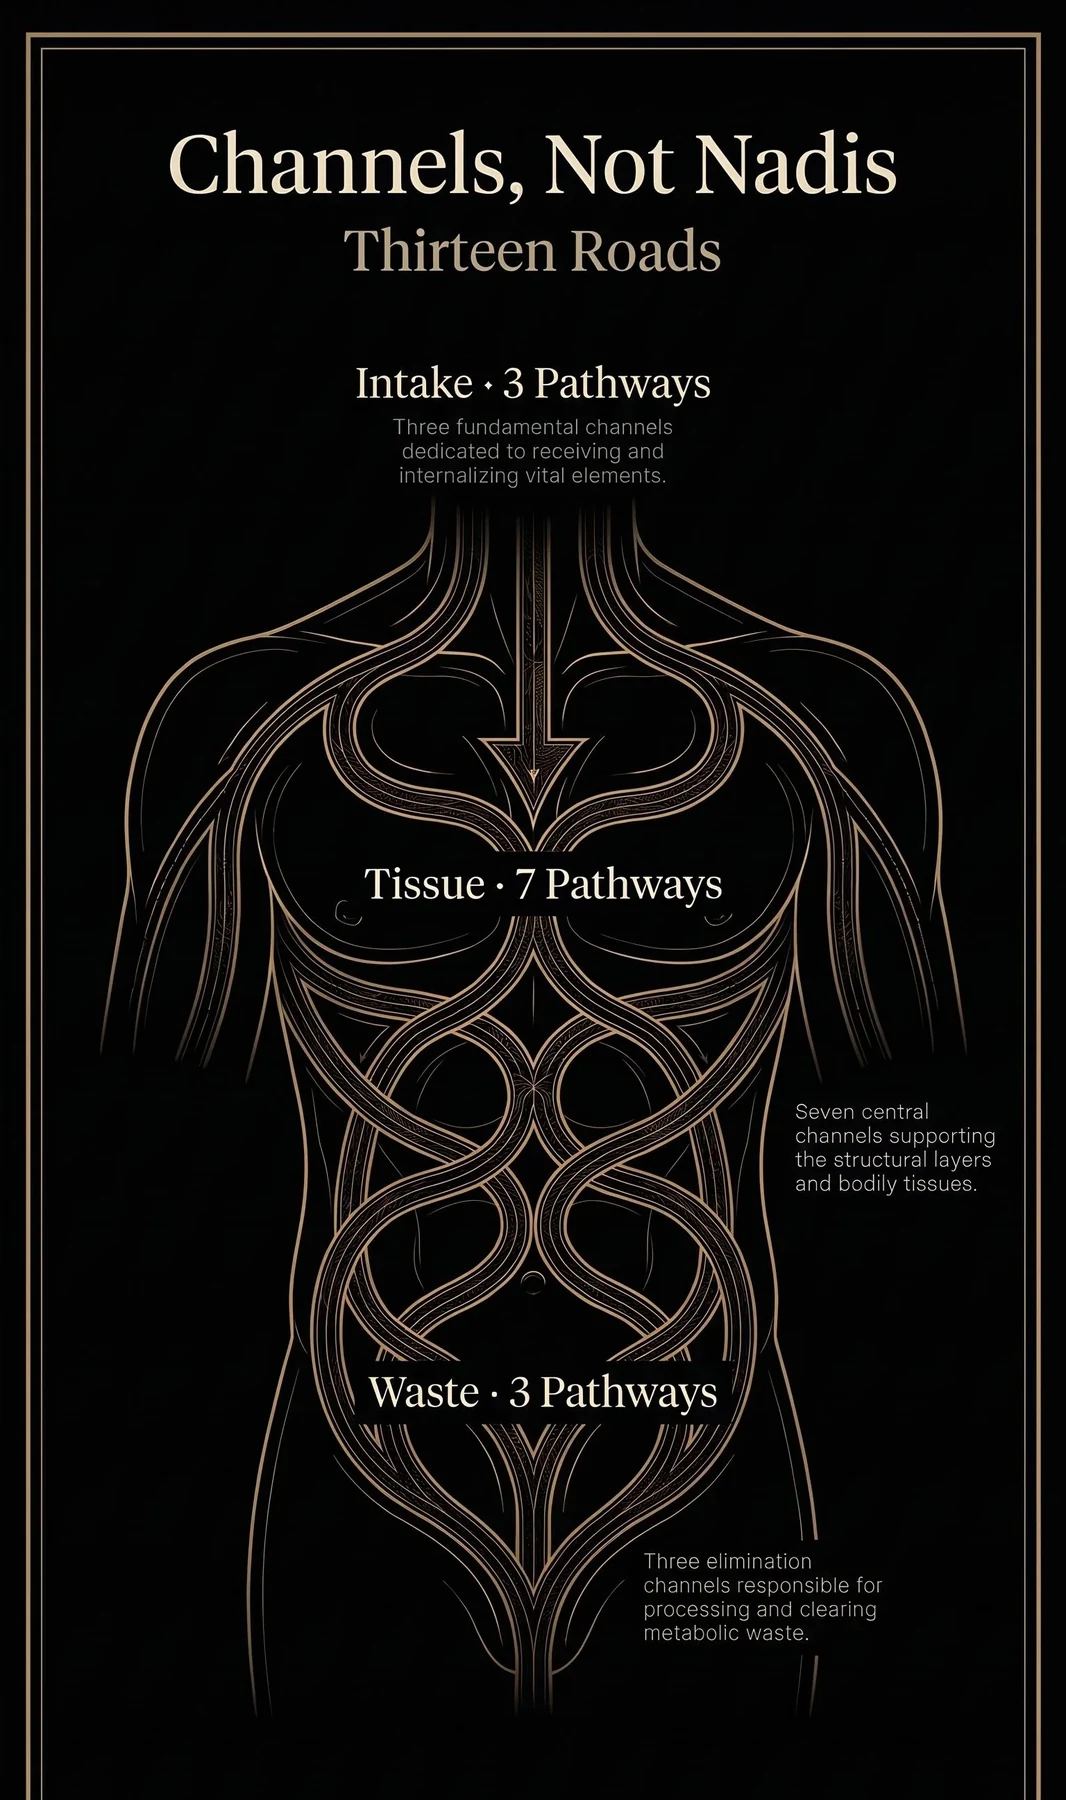 Channels, Not Nadis
Thirteen Roads
Intake · 3 Pathways
Three fundamental channels
dedicated to receiving and
internalizing vital elements.
Tissue · 7 Pathways
Seven central
channels supporting
the structural layers
and bodily tissues.
Waste · 3 Pathways
Three elimination
channels responsible for
processing and clearing
metabolic waste.